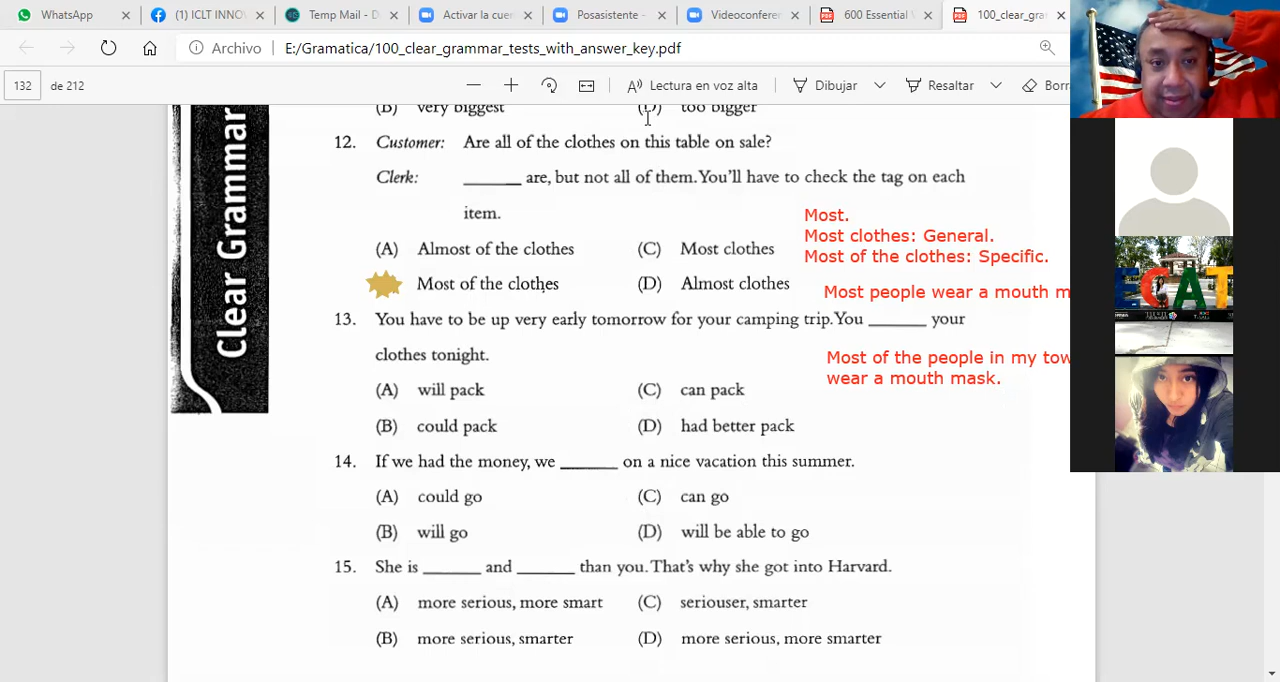 WhatsApp
(1) ICLT INNO
Temp Mail - D
Activar la cue
Posasistente -
Videoconferen
600 Essential
100_clear_gra
Archivo
E:/Gramatica/100_clear_grammar_tests_with_answer_key.pdf
132
de 212
Lectura en voz alta
Dibujar
Resaltar
Borr
Clear Grammar
(B) very biggest
(D) too bigger
12. Customer: Are all of the clothes on this table on sale?
Clerk: ______ are, but not all of them. You'll have to check the tag on each
item.
(A) Almost of the clothes
(C) Most clothes
Most of the clothes
(D) Almost clothes
Most.
Most clothes: General.
Most of the clothes: Specific.
Most people wear a mouth m
13. You have to be up very early tomorrow for your camping trip. You ______ your
clothes tonight.
Most of the people in my tow
wear a mouth mask.
(A) will pack
(C) can pack
(B) could pack
(D) had better pack
14. If we had the money, we ______ on a nice vacation this summer.
(A) could go
(C) can go
(B) will go
(D) will be able to go
15. She is ______ and ______ than you. That's why she got into Harvard.
(A) more serious, more smart
(C) seriouser, smarter
(B) more serious, smarter
(D) more serious, more smarter
ECAT